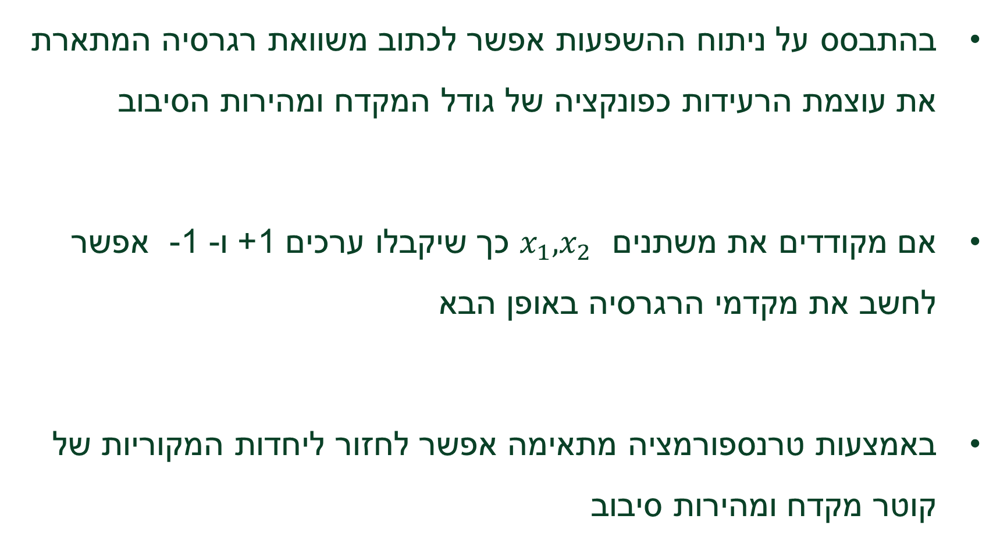 • בהתבסס על ניתוח ההשפעות אפשר לכתוב משוואת רגרסיה המתארת
את עוצמת הרעידות כפונקציה של גודל המקדח ומהירות הסיבוב
• אם מקודדים את משתנים x₁,x₂ כך שיקבלו ערכים 1+ ו- 1- אפשר
לחשב את מקדמי הרגרסיה באופן הבא
• באמצעות טרנספורמציה מתאימה אפשר לחזור ליחדות המקוריות של
קוטר מקדח ומהירות סיבוב